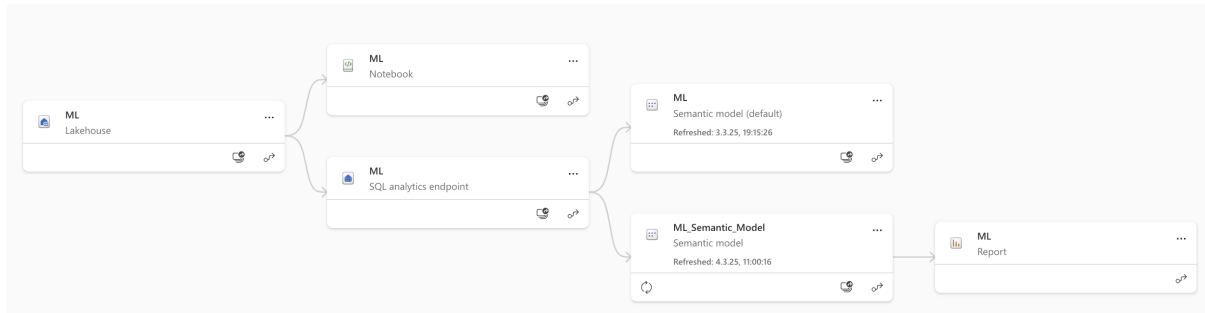 ML
Lakehouse
ML
Notebook
ML
SQL analytics endpoint
ML
Semantic model (default)
Refreshed: 3.3.25, 19:15:26
ML_Semantic_Model
Semantic model
Refreshed: 4.3.25, 11:00:16
ML
Report